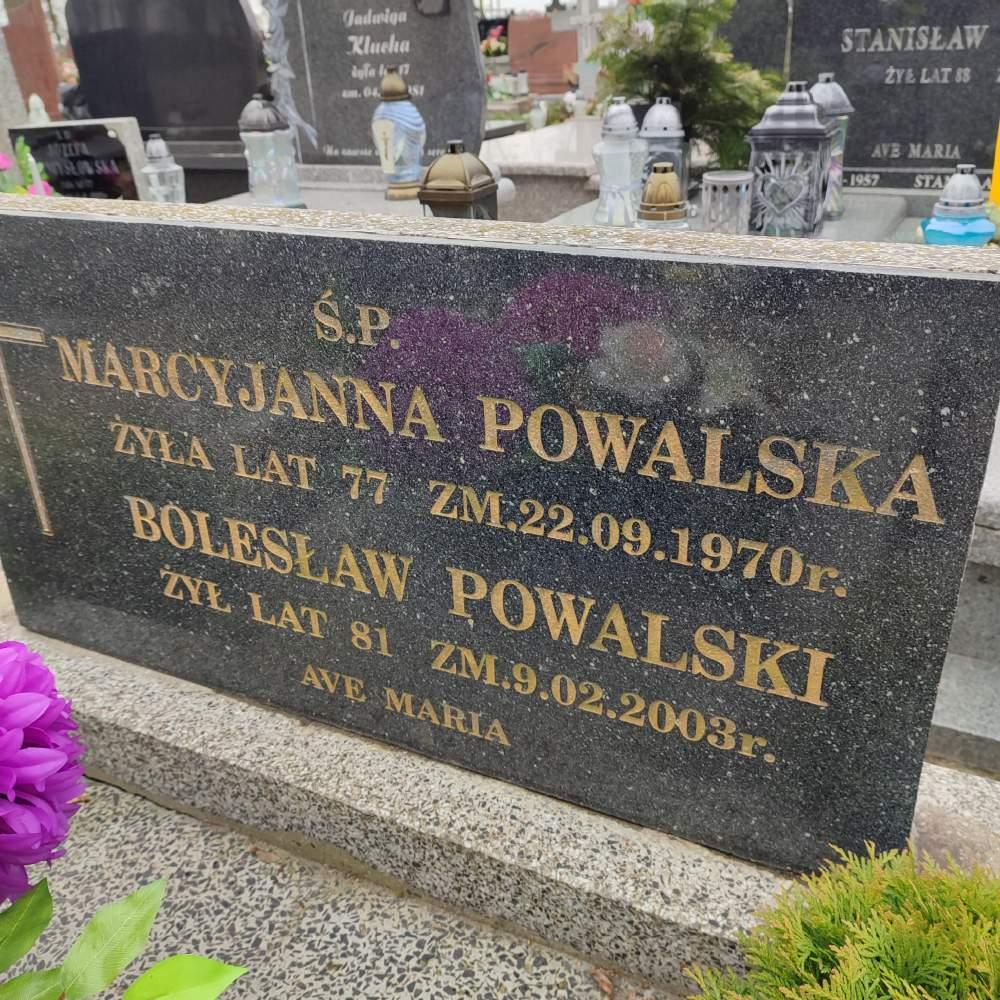 Jadwiga
Klucha
STANISŁAW
ŻYŁ LAT 88
AVE MARIA
1957
Ś.P.
MARCYJANNA POWALSKA
ŻYŁA LAT 77 ZM.22.09.1970r.
BOLESŁAW POWALSKI
ŻYŁ LAT 81 ZM.9.02.2003r.
AVE MARIA